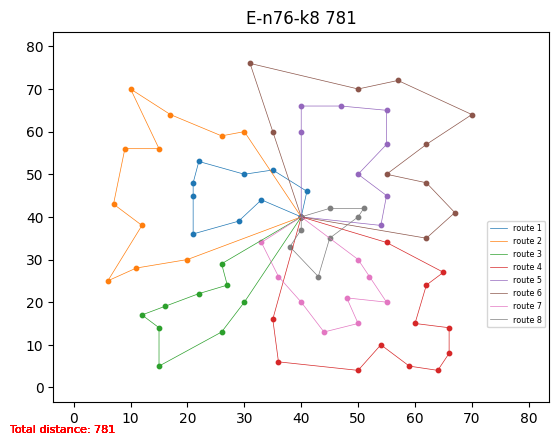 E-n76-k8 781
80
70
60
50
40
30
20
10
0
route 1
route 2
route 3
route 4
route 5
route 6
route 7
route 8
0 10 20 30 40 50 60 70 80
Total distance: 781